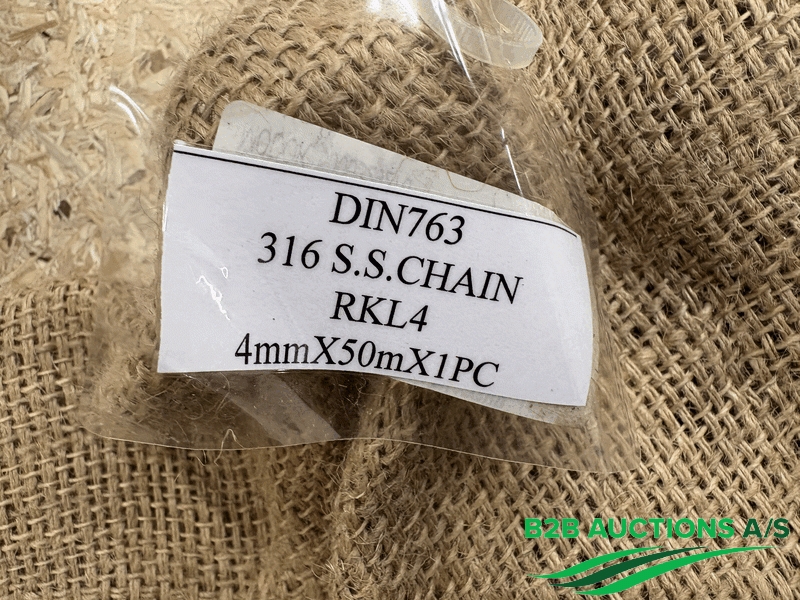 DIN763
316 S.S.CHAIN
RKL4
4mmX50mX1PC
B2B AUCTIONS A/S